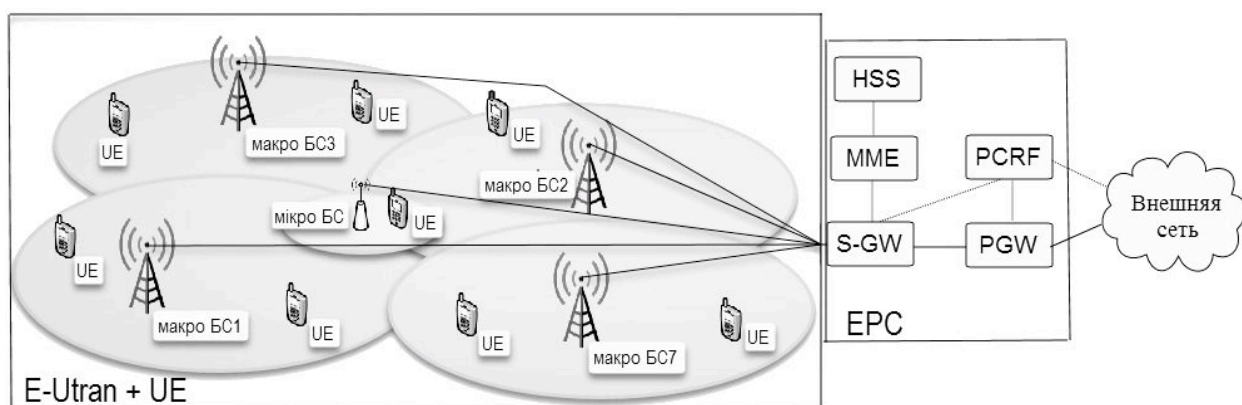 HSS
UE
макро БС3
UE
UE
макро БС2
MME
PCRF
мікро БС
UE
Внешняя
сеть
UE
макро БС1
UE
UE
макро БС7
UE
S-GW
PGW
EPC
E-Utran + UE